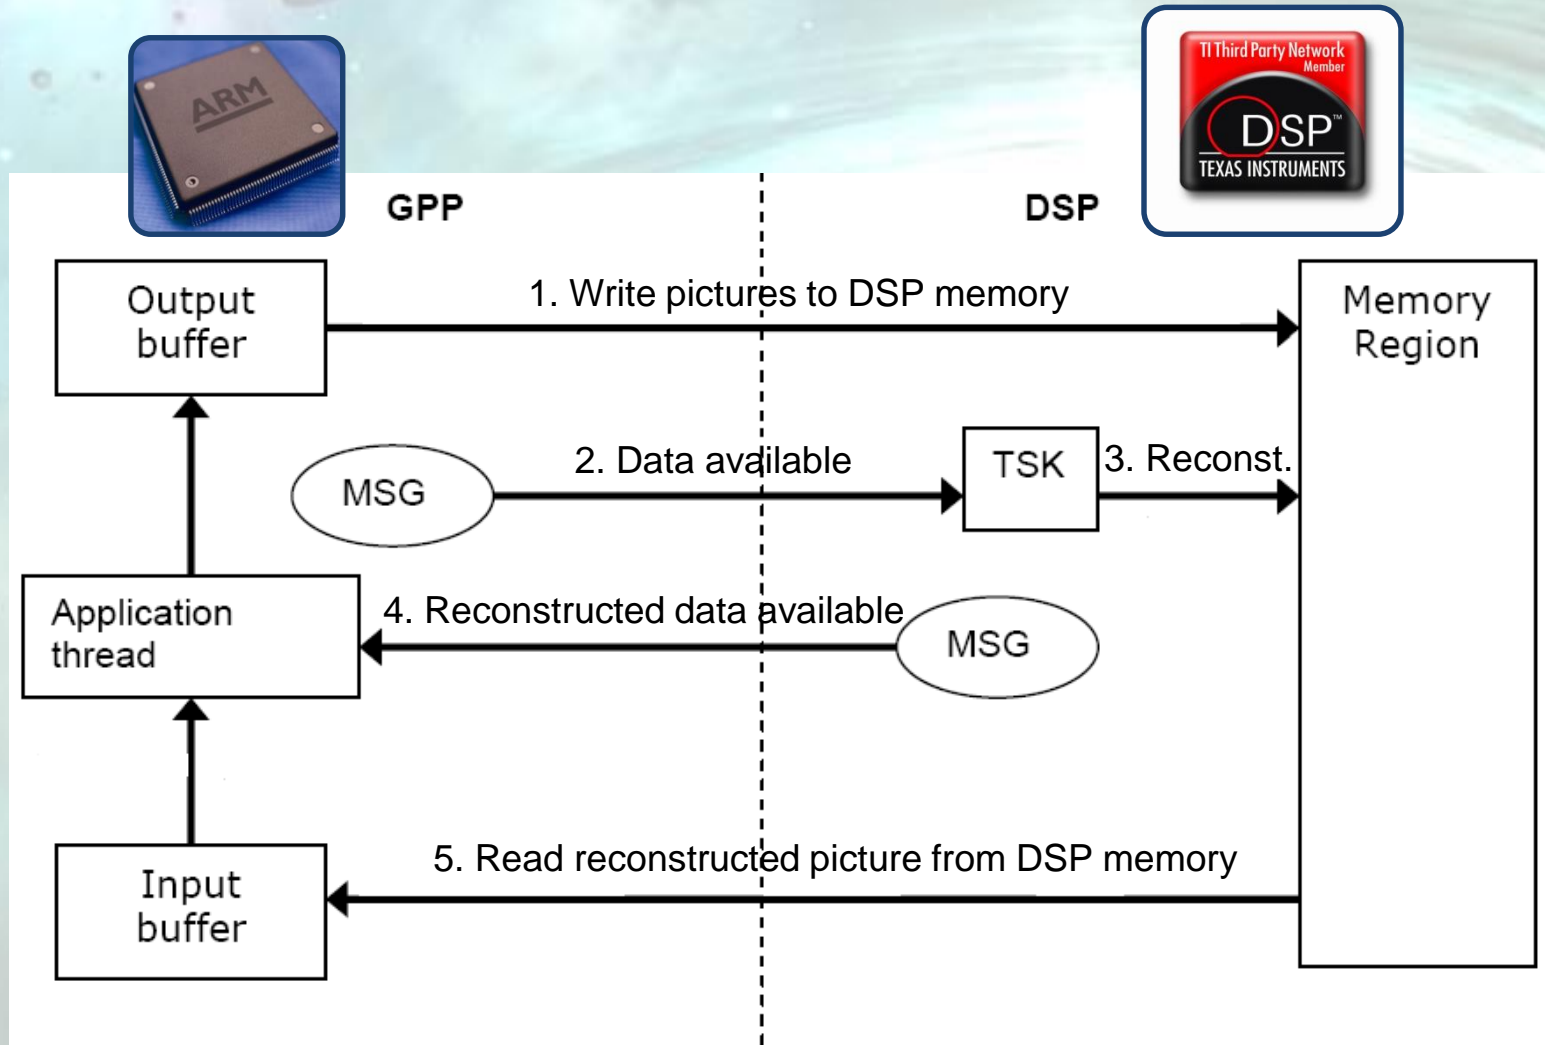 ARM
TI Third Party Network
Member
DSP™
TEXAS INSTRUMENTS
GPP
DSP
Output
buffer
1. Write pictures to DSP memory
Memory
Region
MSG
2. Data available
TSK
3. Reconst.
Application
thread
4. Reconstructed data available
MSG
Input
buffer
5. Read reconstructed picture from DSP memory